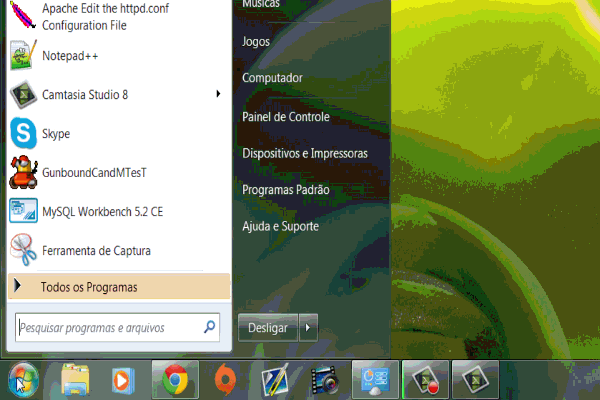 Apache Edit the httpd.conf
Configuration File
Notepad++
Camtasia Studio 8
Skype
GunboundCandMTesT
MySQL Workbench 5.2 CE
Ferramenta de Captura
Todos os Programas
Pesquisar programas e arquivos
Músicas
Jogos
Computador
Painel de Controle
Dispositivos e Impressoras
Programas Padrão
Ajuda e Suporte
Desligar